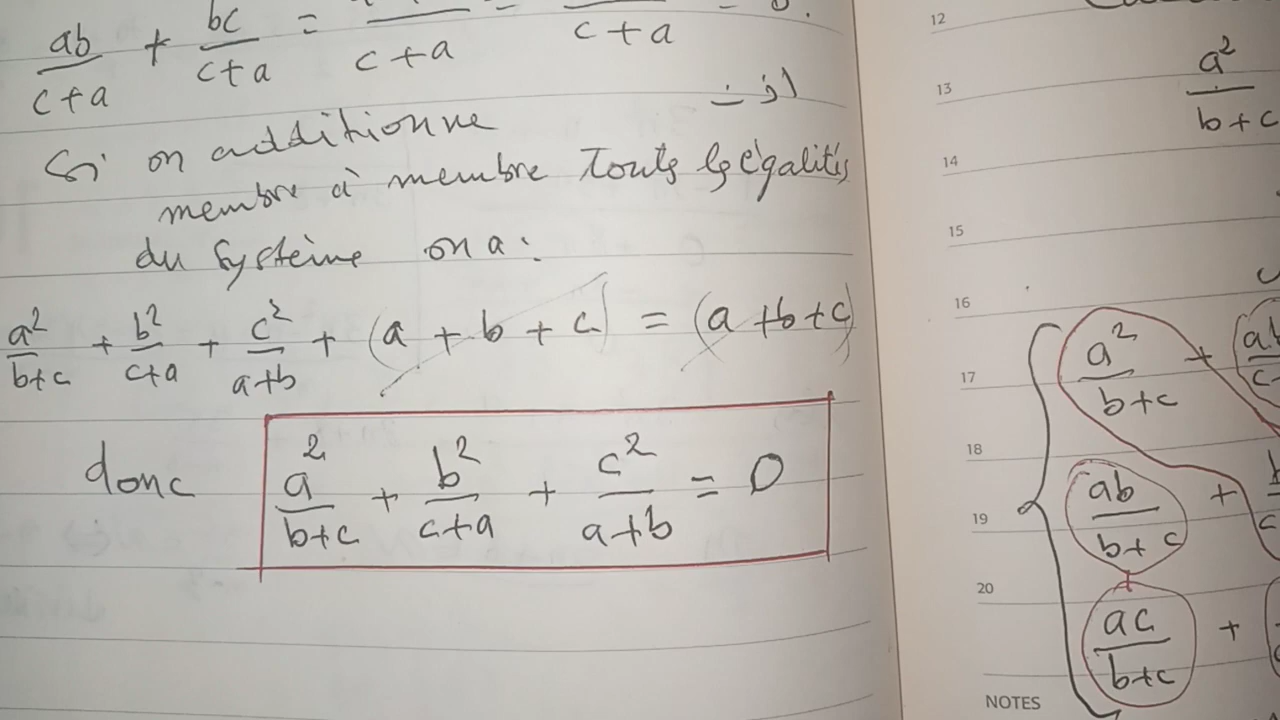 ab/(c+a) + bc/(c+a) =
c+a
c+a
Si on additionne
membre à membre Touts les égalités
du Système on a :
a²/(b+c) + b²/(c+a) + c²/(a+b) + (a + b + c) = (a + b + c)
donc a²/(b+c) + b²/(c+a) + c²/(a+b) = 0
12
a²/(b+c)
13
14
15
16
a²/(b+c) +
17
18
ab/(b+c) +
19
20
ac/(b+c) +
NOTES